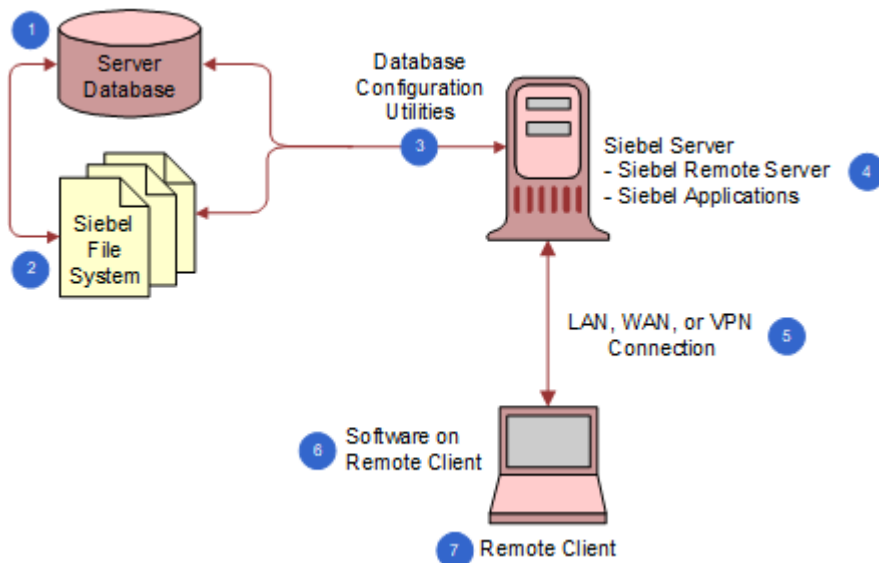 1
Server
Database
2
Siebel
File
System
Database
Configuration
Utilities
3
Siebel Server
- Siebel Remote Server
- Siebel Applications
4
LAN, WAN, or VPN
Connection
5
6
Software on
Remote Client
7
Remote Client